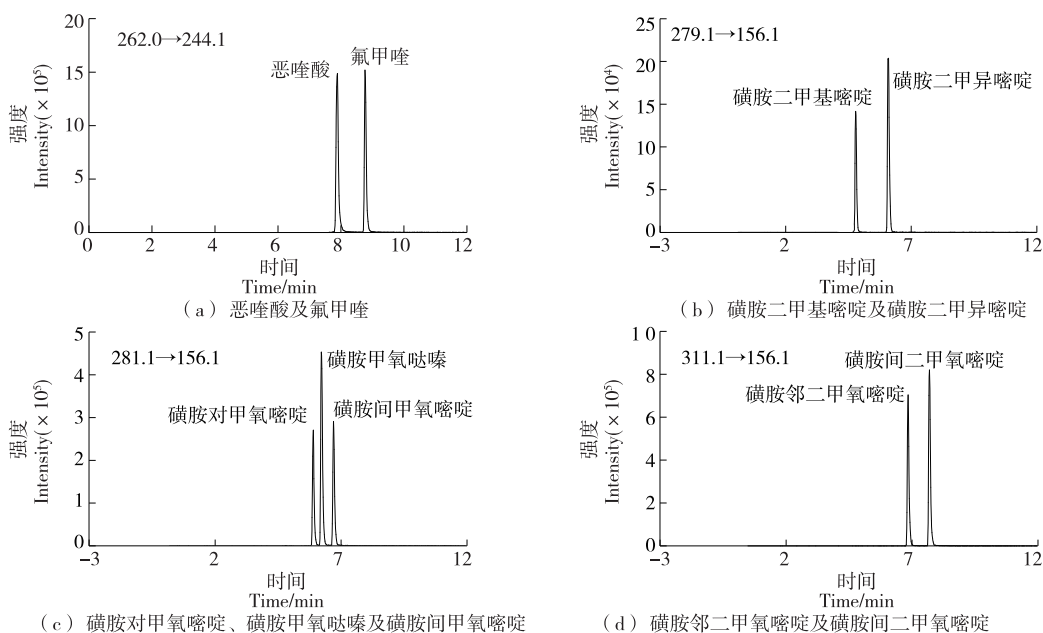 20
15
10
5
0
强度
Intensity(×10⁵)
262.0→244.1
恶喹酸
氟甲喹
0 2 4 6 8 10 12
时间
Time/min
（a）恶喹酸及氟甲喹
25
20
15
10
5
0
强度
Intensity(×10⁴)
279.1→156.1
磺胺二甲基嘧啶
磺胺二甲异嘧啶
−3 2 7 12
时间
Time/min
（b）磺胺二甲基嘧啶及磺胺二甲异嘧啶
5
4
3
2
1
0
强度
Intensity(×10⁵)
281.1→156.1
磺胺甲氧哒嗪
磺胺对甲氧嘧啶
磺胺间甲氧嘧啶
−3 2 7 12
时间
Time/min
（c）磺胺对甲氧嘧啶、磺胺甲氧哒嗪及磺胺间甲氧嘧啶
10
8
6
4
2
0
强度
Intensity(×10⁵)
311.1→156.1
磺胺间二甲氧嘧啶
磺胺邻二甲氧嘧啶
−3 2 7 12
时间
Time/min
（d）磺胺邻二甲氧嘧啶及磺胺间二甲氧嘧啶